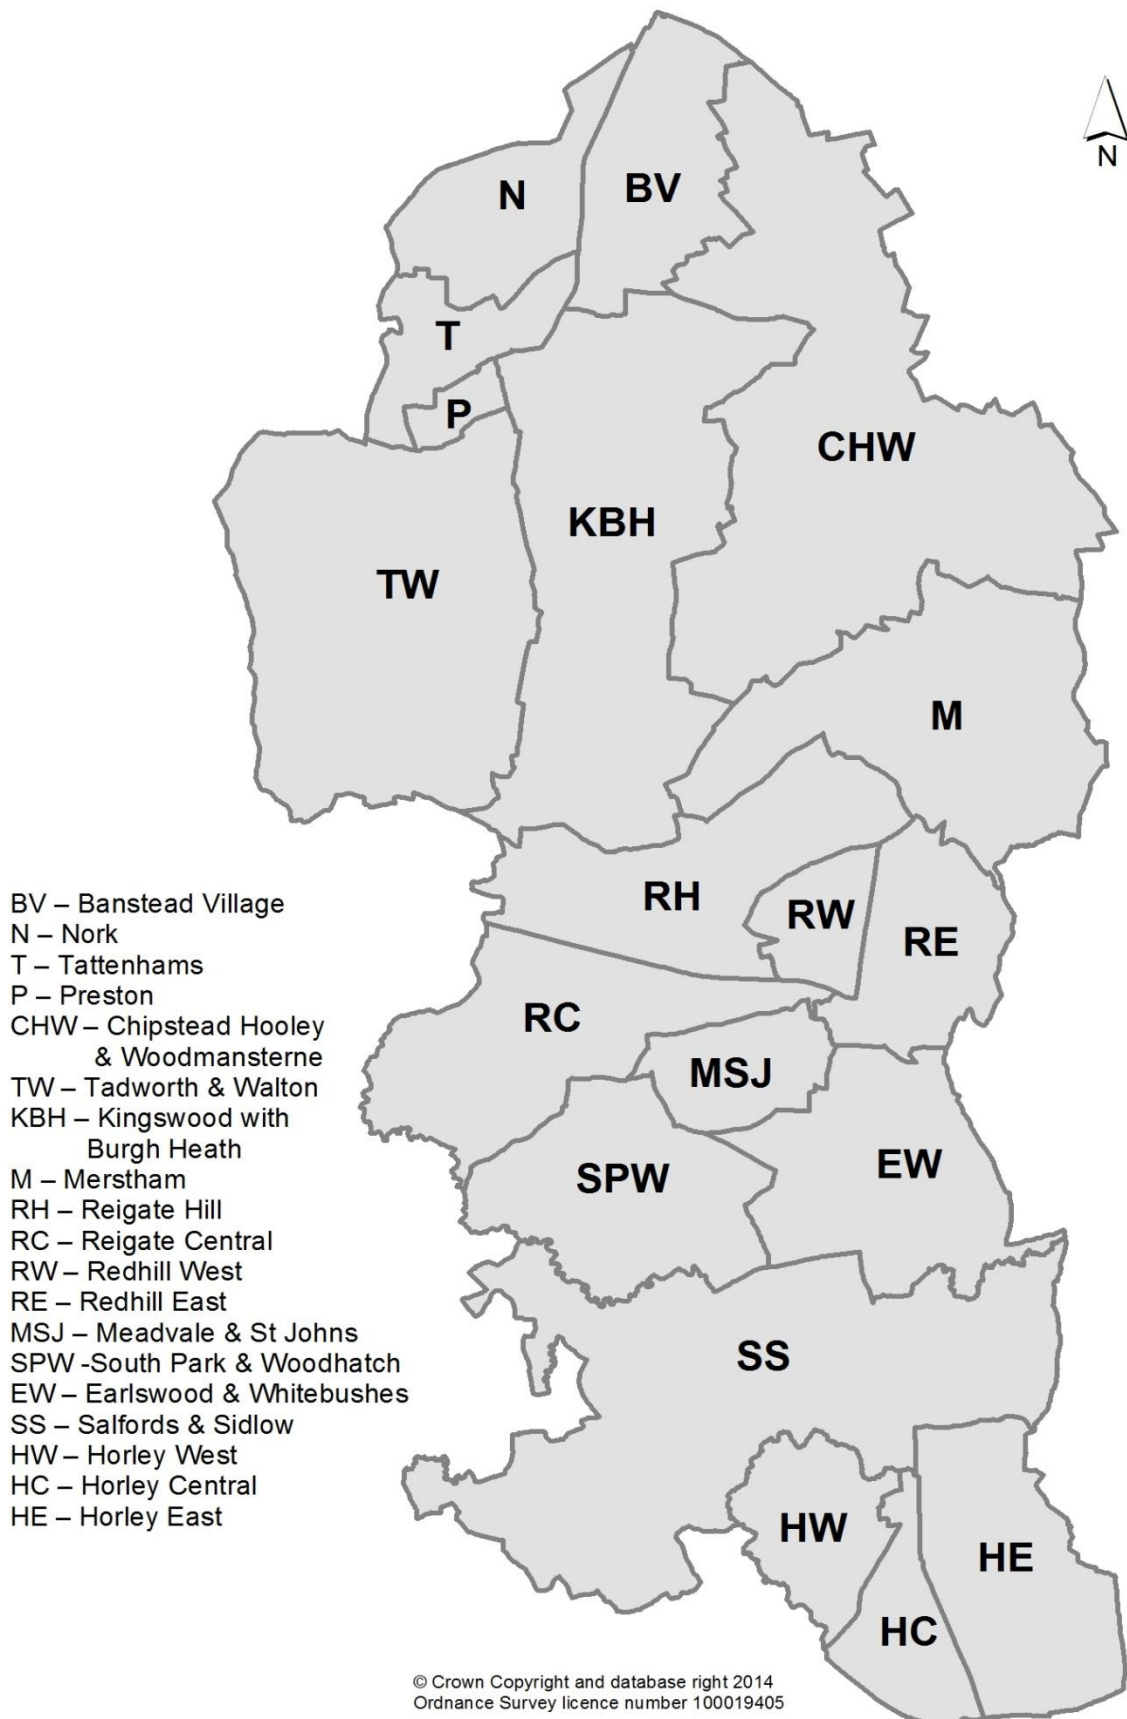 N
BV
N
T
P
CHW
KBH
TW
M
RH
RW
RE
RC
MSJ
SPW
EW
SS
HW
HE
HC
BV – Banstead Village
N – Nork
T – Tattenhams
P – Preston
CHW – Chipstead Hooley
& Woodmansterne
TW – Tadworth & Walton
KBH – Kingswood with
Burgh Heath
M – Merstham
RH – Reigate Hill
RC – Reigate Central
RW – Redhill West
RE – Redhill East
MSJ – Meadvale & St Johns
SPW -South Park & Woodhatch
EW – Earlswood & Whitebushes
SS – Salfords & Sidlow
HW – Horley West
HC – Horley Central
HE – Horley East
© Crown Copyright and database right 2014
Ordnance Survey licence number 100019405